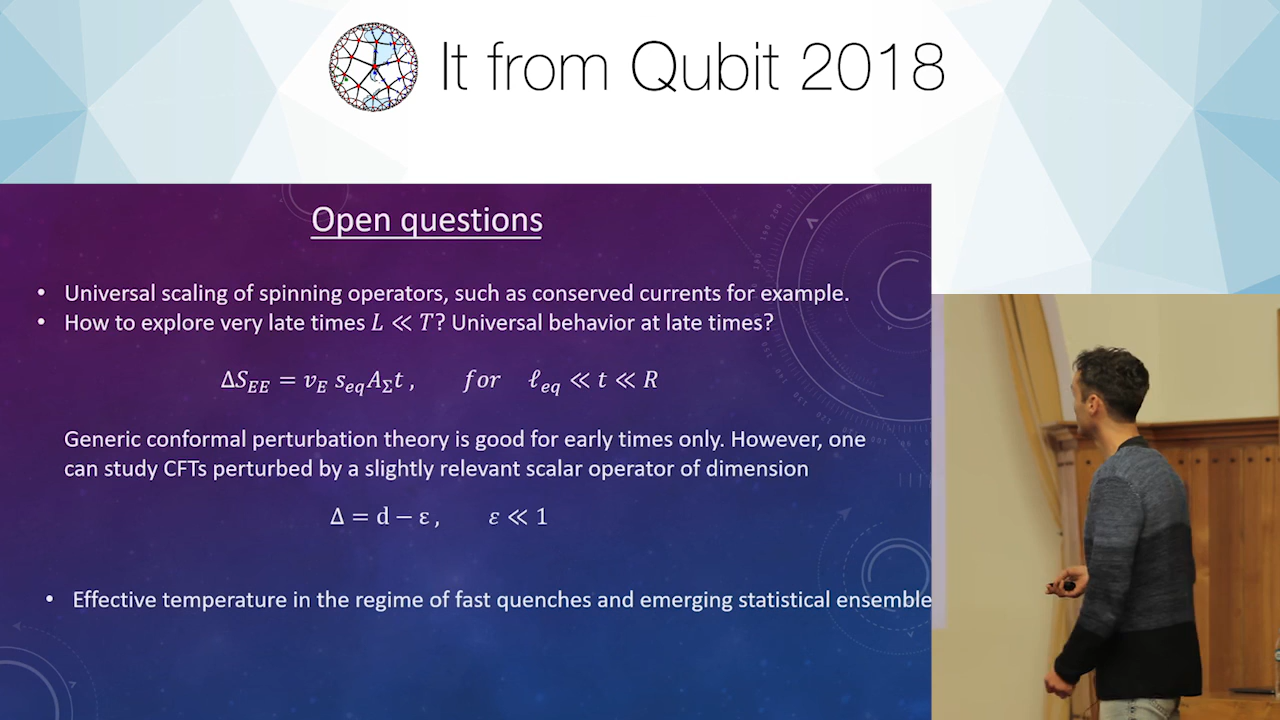 It from Qubit 2018
Open questions
• Universal scaling of spinning operators, such as conserved currents for example.
• How to explore very late times L ≪ T? Universal behavior at late times?
ΔS_EE = v_E s_eq A_Σ t , for ℓ_eq ≪ t ≪ R
Generic conformal perturbation theory is good for early times only. However, one
can study CFTs perturbed by a slightly relevant scalar operator of dimension
Δ = d − ε , ε ≪ 1
• Effective temperature in the regime of fast quenches and emerging statistical ensemble